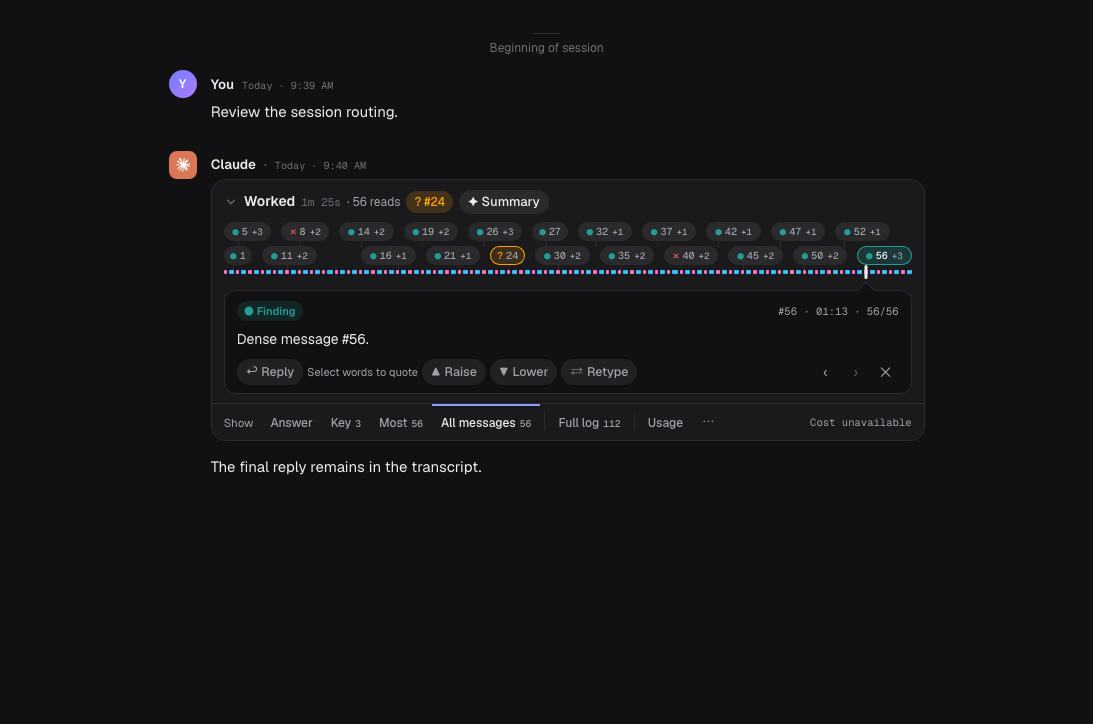 Beginning of session
Y You Today · 9:39 AM
Review the session routing.
Claude · Today · 9:40 AM
Worked 1m 25s · 56 reads ? #24 Summary
5 +3 × 8 +2 14 +2 19 +2 26 +3 27 32 +1 37 +1 42 +1 47 +1 52 +1
1 11 +2 16 +1 21 +1 ? 24 30 +2 35 +2 × 40 +2 45 +2 50 +2 56 +3
Finding #56 · 01:13 · 56/56
Dense message #56.
Reply Select words to quote Raise Lower Retype
Show Answer Key 3 Most 56 All messages 56 Full log 112 Usage ··· Cost unavailable
The final reply remains in the transcript.